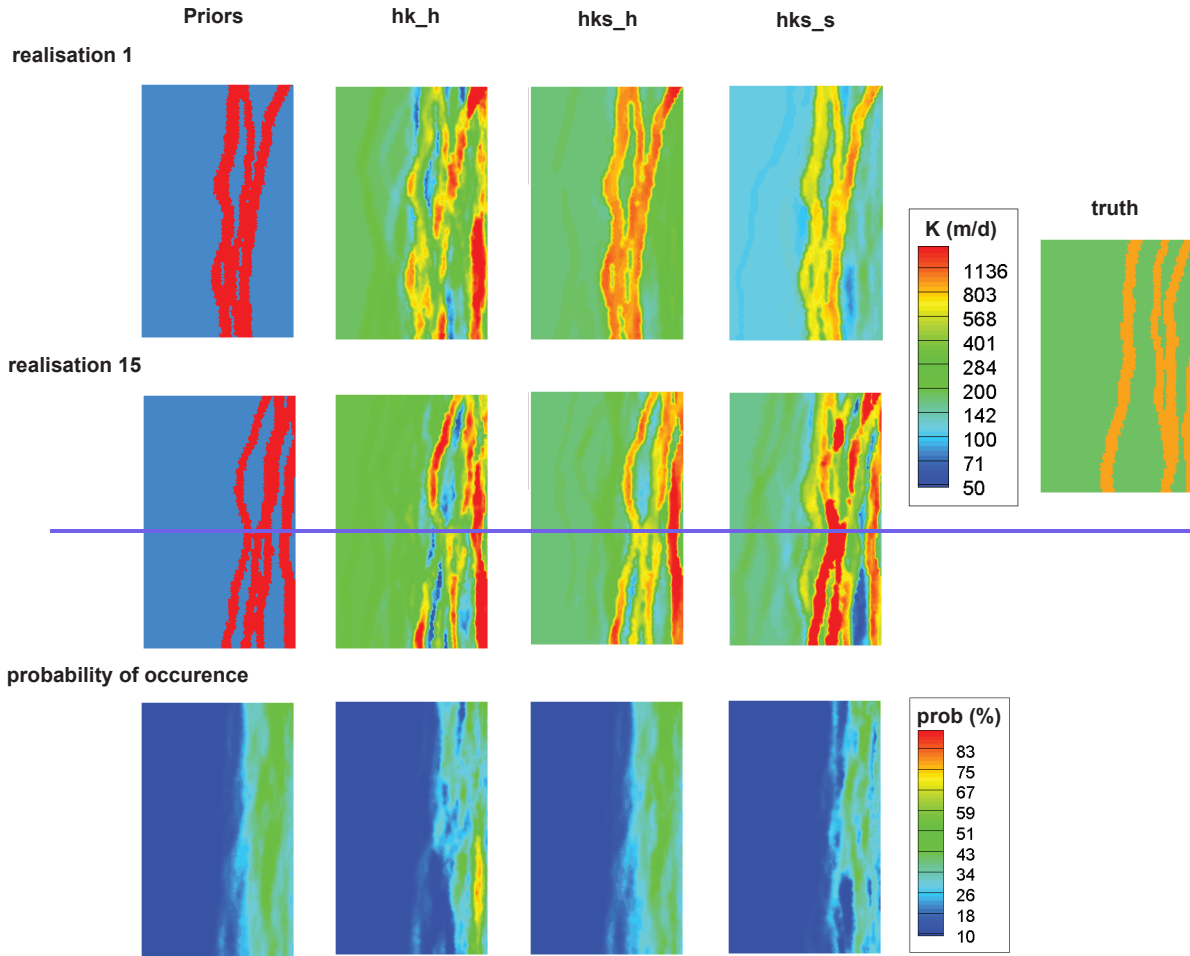 Priors hk_h hks_h hks_s
realisation 1
truth
K (m/d)
1136
803
568
401
284
200
142
100
71
50
realisation 15
probability of occurence
prob (%)
83
75
67
59
51
43
34
26
18
10